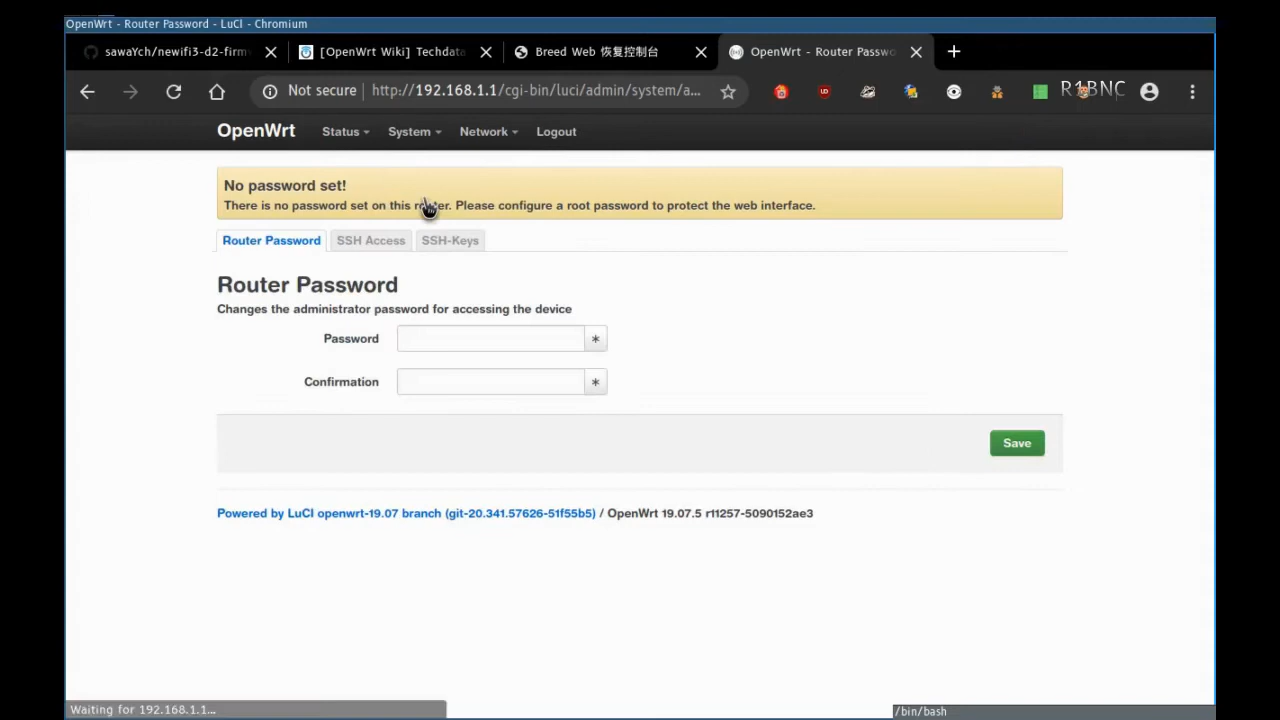 OpenWrt - Router Password - LuCI - Chromium
sawaYch/newifi3-d2-firm
[OpenWrt Wiki] Techdata
Breed Web 恢复控制台
OpenWrt - Router Passwo
Not secure
http://192.168.1.1/cgi-bin/luci/admin/system/a...
R1BNC
OpenWrt
Status
System
Network
Logout
No password set!
There is no password set on this router. Please configure a root password to protect the web interface.
Router Password
SSH Access
SSH-Keys
Router Password
Changes the administrator password for accessing the device
Password
*
Confirmation
*
Save
Powered by LuCI openwrt-19.07 branch (git-20.341.57626-51f55b5) / OpenWrt 19.07.5 r11257-5090152ae3
Waiting for 192.168.1.1...
/bin/bash